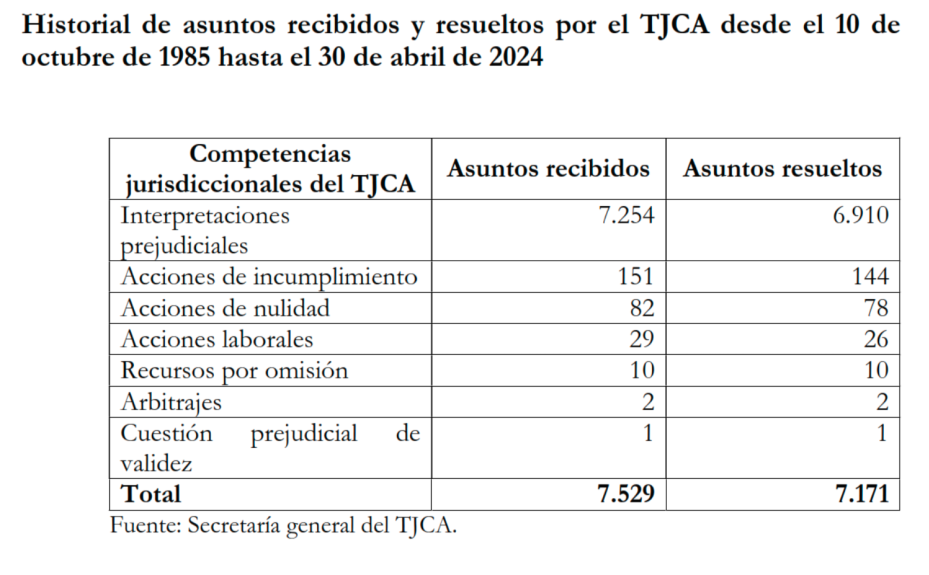 Historial de asuntos recibidos y resueltos por el TJCA desde el 10 de
octubre de 1985 hasta el 30 de abril de 2024
Competencias
jurisdiccionales del TJCA Asuntos recibidos Asuntos resueltos
Interpretaciones 7.254 6.910
prejudiciales
Acciones de incumplimiento 151 144
Acciones de nulidad 82 78
Acciones laborales 29 26
Recursos por omisión 10 10
Arbitrajes 2 2
Cuestión prejudicial de 1 1
validez
Total 7.529 7.171
Fuente: Secretaría general del TJCA.